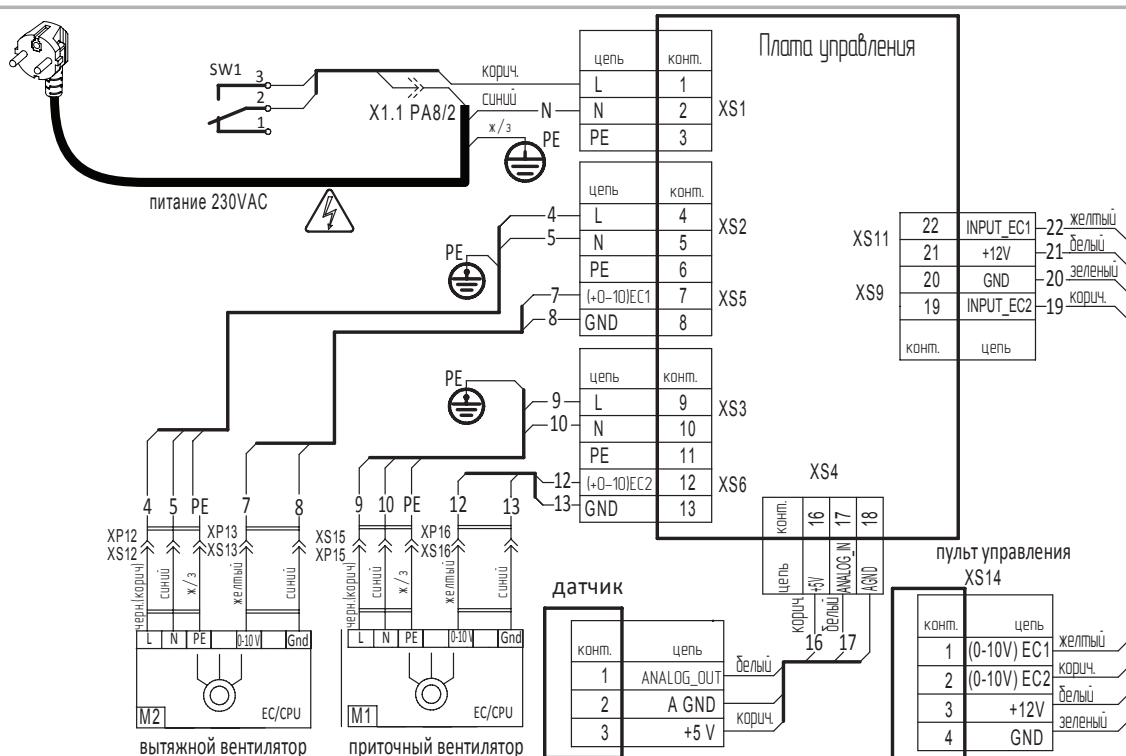 Плата управления
SW1
3
2
1
X1.1 PA8/2
корич.
синий
N
ж/з
PE
питание 230VAC
цепь конт.
L 1
N 2
PE 3
XS1
цепь конт.
L 4
N 5
PE 6
(+0-10)EC1 7
GND 8
XS2
XS5
4
5
PE
7
8
цепь конт.
L 9
N 10
PE 11
(+0-10)EC2 12
GND 13
XS3
XS6
PE
9
10
12
13
XS11
XS9
22 INPUT_EC1 22 желтый
21 +12V 21 белый
20 GND 20 зеленый
19 INPUT_EC2 19 корич.
конт. цепь
XS4
конт. 16 17 18
цепь +5V ANALOG_IN AGND
корич.
белый
16 17
4 5 PE 7 8
XP12
XS12
XP13
XS13
черн.(корич)
синий
ж/з
желтый
синий
L N PE 0-10 V Gnd
M2
EC/CPU
вытяжной вентилятор
9 10 PE 12 13
XS15
XP15
XP16
XS16
черн.(корич)
синий
ж/з
желтый
синий
L N PE 0-10 V Gnd
M1
EC/CPU
приточный вентилятор
датчик
конт. цепь
1 ANALOG_OUT белый
2 A GND
3 +5 V корич.
пульт управления
XS14
конт. цепь
1 (0-10V) EC1 желтый
2 (0-10V) EC2 корич.
3 +12V белый
4 GND зеленый